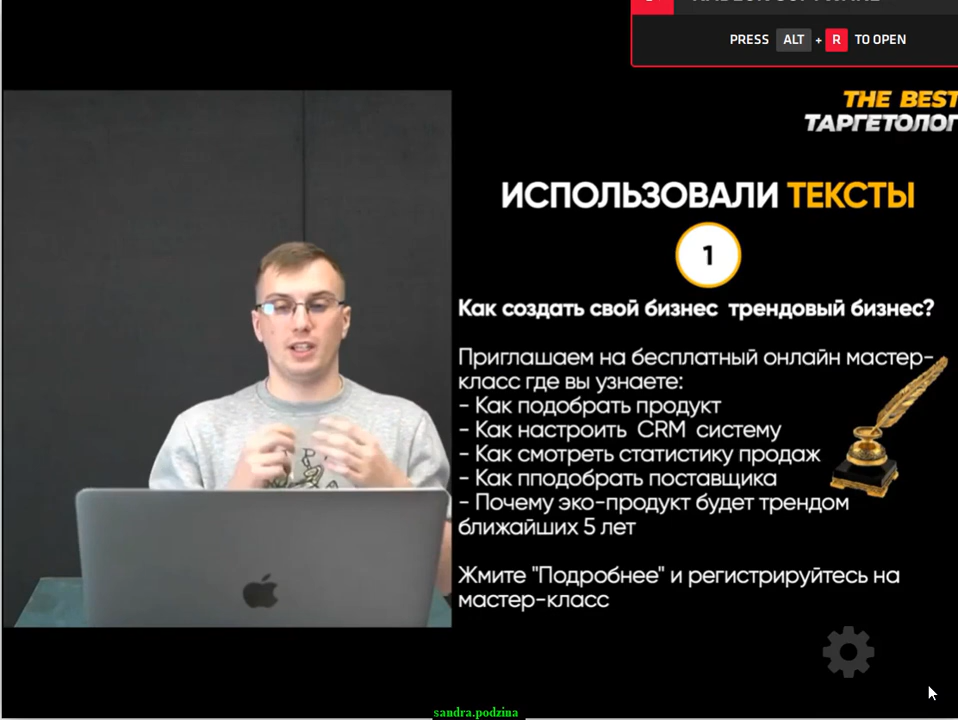 PRESS ALT + R TO OPEN
THE BEST
ТАРГЕТОЛОГ
ИСПОЛЬЗОВАЛИ ТЕКСТЫ
1
Как создать свой бизнес трендовый бизнес?
Приглашаем на бесплатный онлайн мастер-
класс где вы узнаете:
- Как подобрать продукт
- Как настроить CRM систему
- Как смотреть статистику продаж
- Как пподобрать поставщика
- Почему эко-продукт будет трендом
ближайших 5 лет
Жмите "Подробнее" и регистрируйтесь на
мастер-класс
sandra.podzina